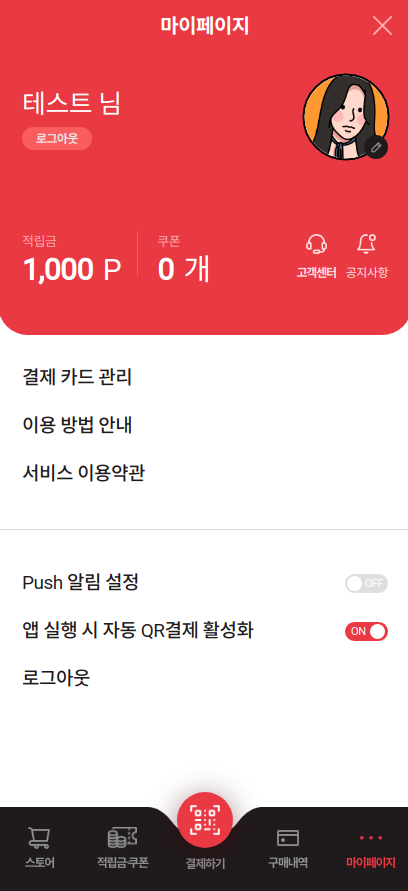 마이페이지
테스트 님
로그아웃
적립금
1,000 P
쿠폰
0 개
고객센터
공지사항
결제 카드 관리
이용 방법 안내
서비스 이용약관
Push 알림 설정
OFF
앱 실행 시 자동 QR결제 활성화
ON
로그아웃
스토어
적립금·쿠폰
결제하기
구매내역
마이페이지